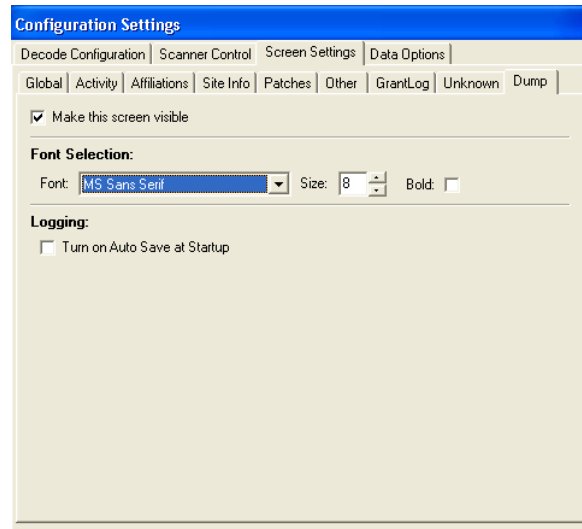 Configuration Settings
Decode Configuration Scanner Control Screen Settings Data Options
Global Activity Affiliations Site Info Patches Other GrantLog Unknown Dump
Make this screen visible
Font Selection:
Font: MS Sans Serif Size: 8 Bold:
Logging:
Turn on Auto Save at Startup